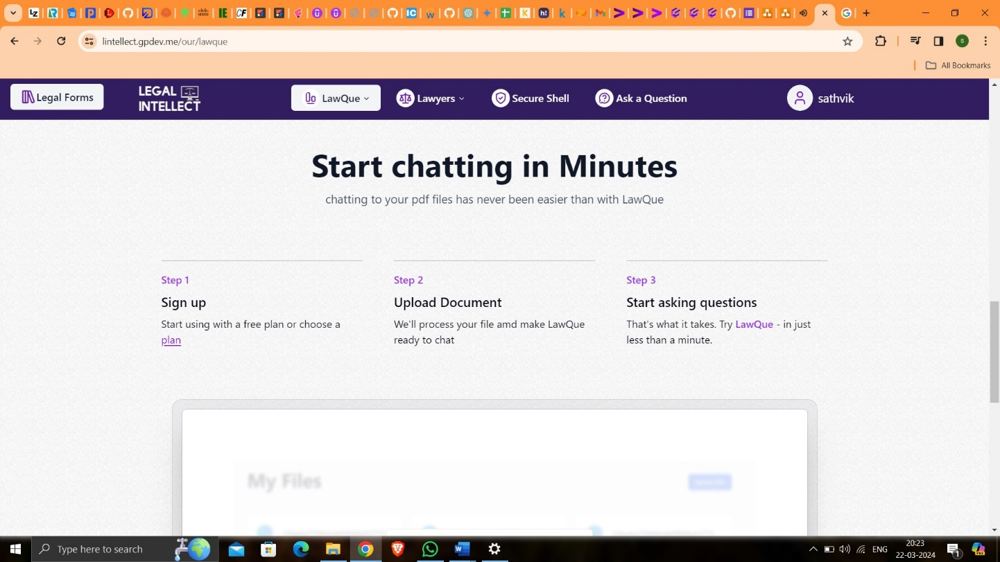 lintellect.gpdev.me/our/lawque
S
All Bookmarks
Legal Forms
LEGAL
INTELLECT
LawQue
Lawyers
Secure Shell
Ask a Question
sathvik
Start chatting in Minutes
chatting to your pdf files has never been easier than with LawQue
Step 1
Sign up
Start using with a free plan or choose a
plan
Step 2
Upload Document
We'll process your file amd make LawQue
ready to chat
Step 3
Start asking questions
That's what it takes. Try LawQue - in just
less than a minute.
My Files
Type here to search
ENG
20:23
22-03-2024
1